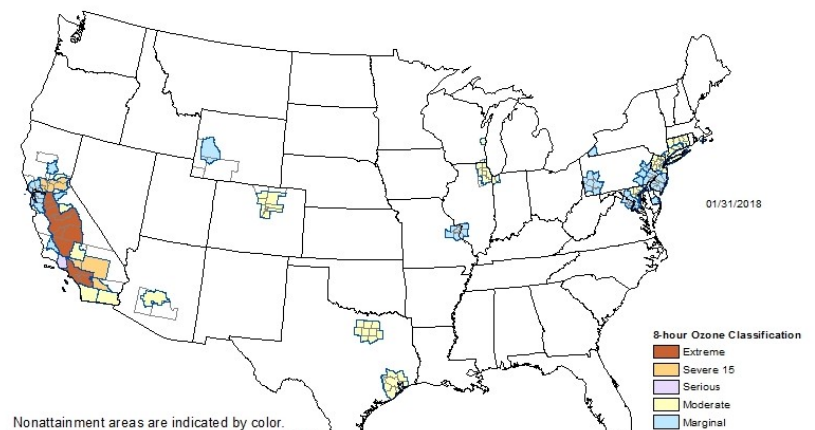 01/31/2018
8-hour Ozone Classification
Extreme
Severe 15
Serious
Moderate
Marginal
Nonattainment areas are indicated by color.